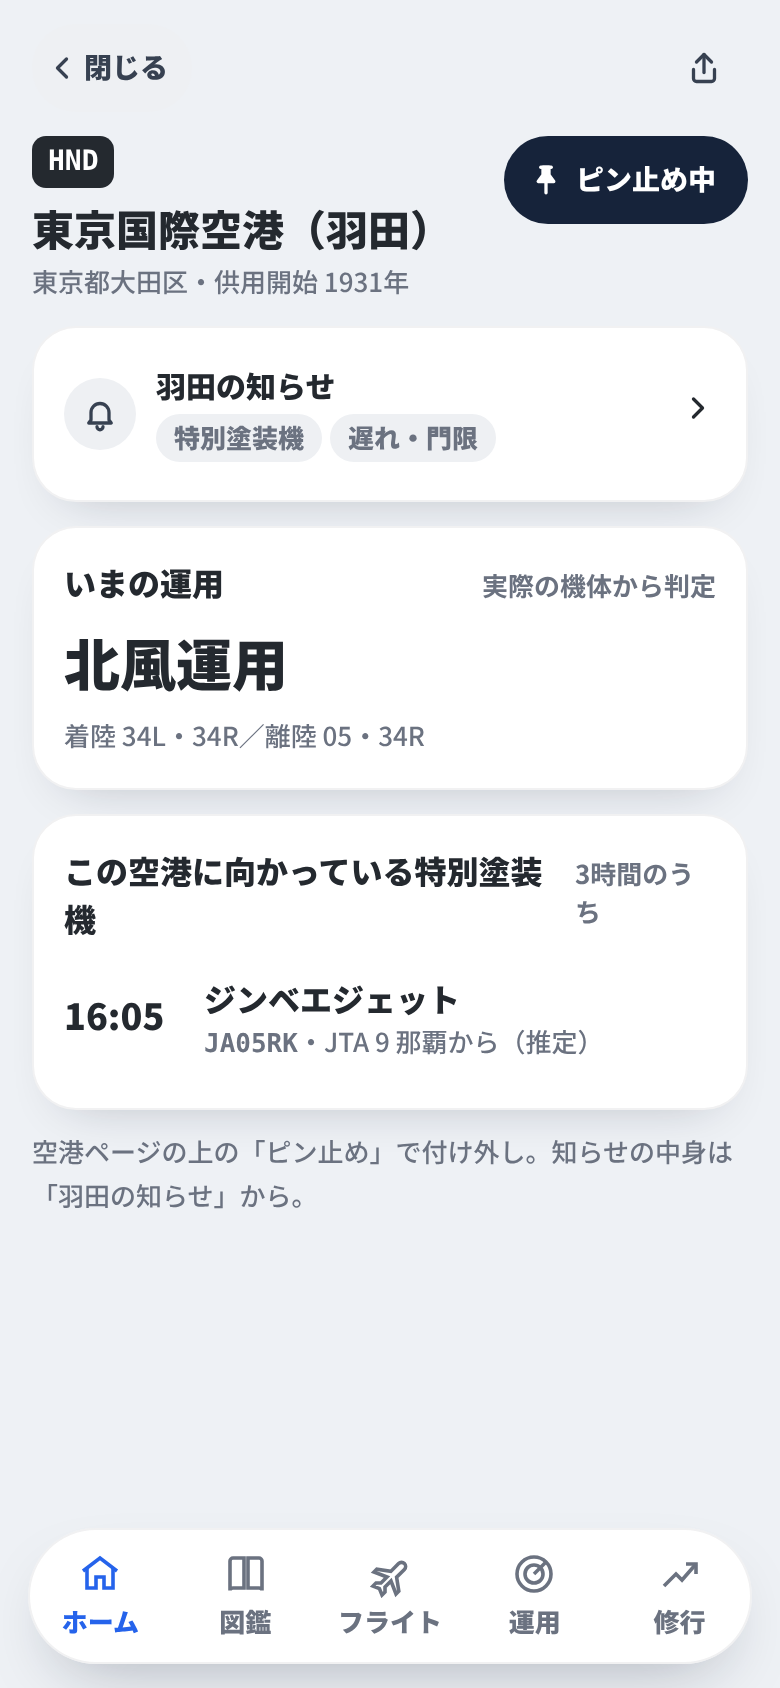 閉じる
HND
ピン止め中
東京国際空港（羽田）
東京都大田区・供用開始 1931年
羽田の知らせ
特別塗装機 遅れ・門限
いまの運用 実際の機体から判定
北風運用
着陸 34L・34R／離陸 05・34R
この空港に向かっている特別塗装
機
3時間のう
ち
16:05 ジンベエジェット
JA05RK・JTA 9 那覇から（推定）
空港ページの上の「ピン止め」で付け外し。知らせの中身は
「羽田の知らせ」から。
ホーム 図鑑 フライト 運用 修行